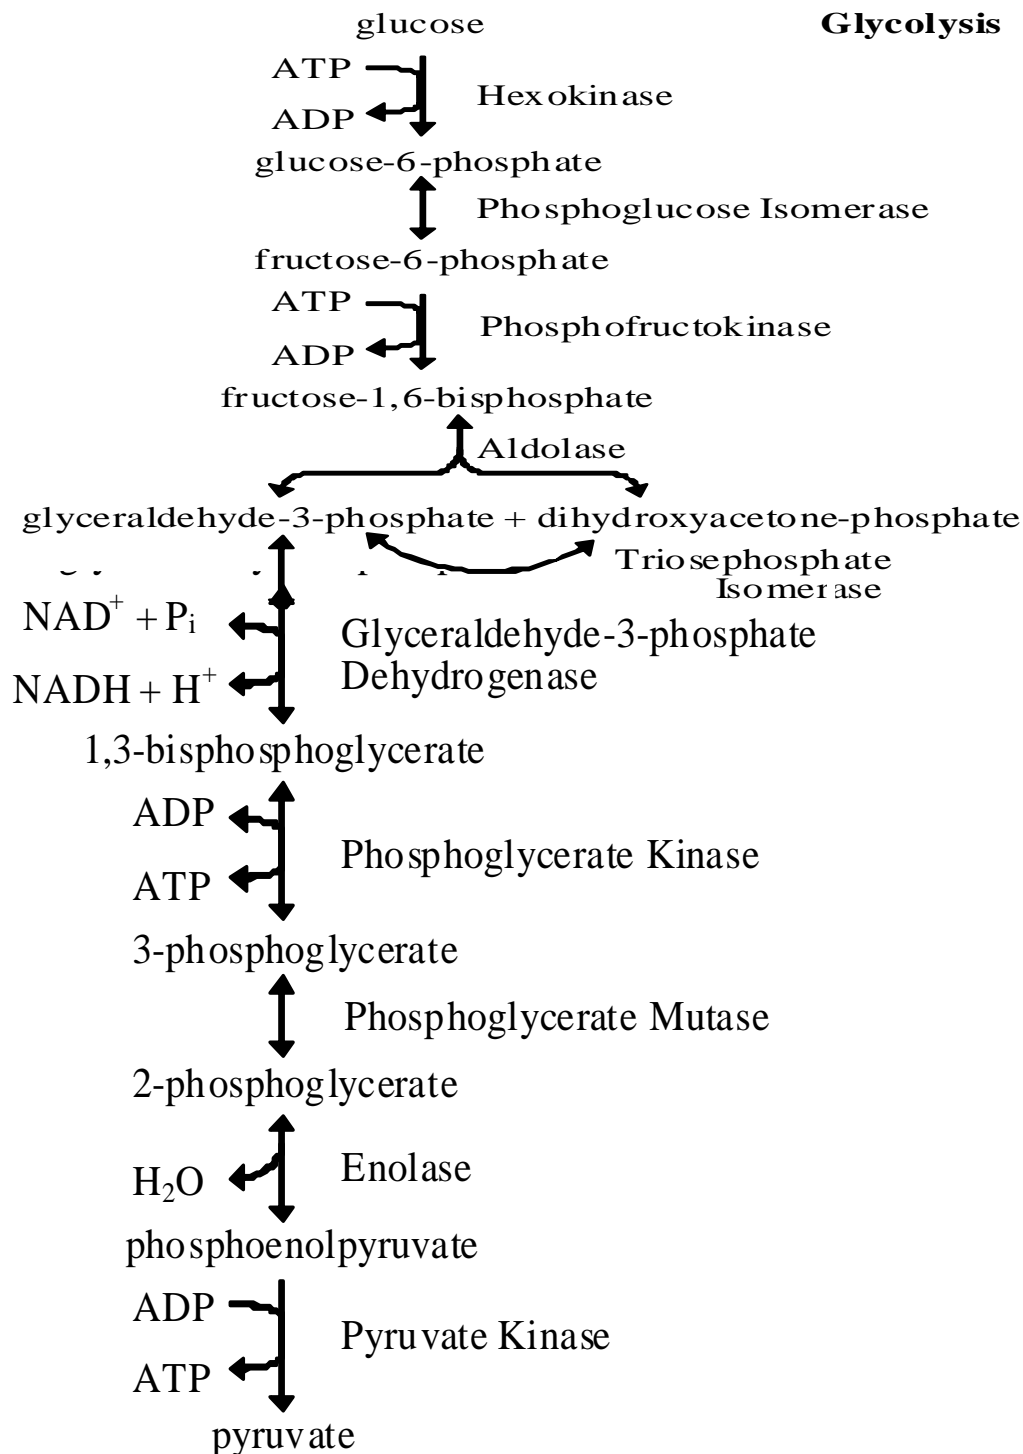 glucose
Glycolysis
ATP
Hexokinase
ADP
glucose-6-phosphate
Phosphoglucose Isomerase
fructose-6-phosphate
ATP
Phosphofructokinase
ADP
fructose-1,6-bisphosphate
Aldolase
glyceraldehyde-3-phosphate + dihydroxyacetone-phosphate
Triosephosphate
Isomerase
NAD⁺ + Pᵢ
Glyceraldehyde-3-phosphate
Dehydrogenase
NADH + H⁺
1,3-bisphosphoglycerate
ADP
Phosphoglycerate Kinase
ATP
3-phosphoglycerate
Phosphoglycerate Mutase
2-phosphoglycerate
Enolase
H₂O
phosphoenolpyruvate
ADP
Pyruvate Kinase
ATP
pyruvate